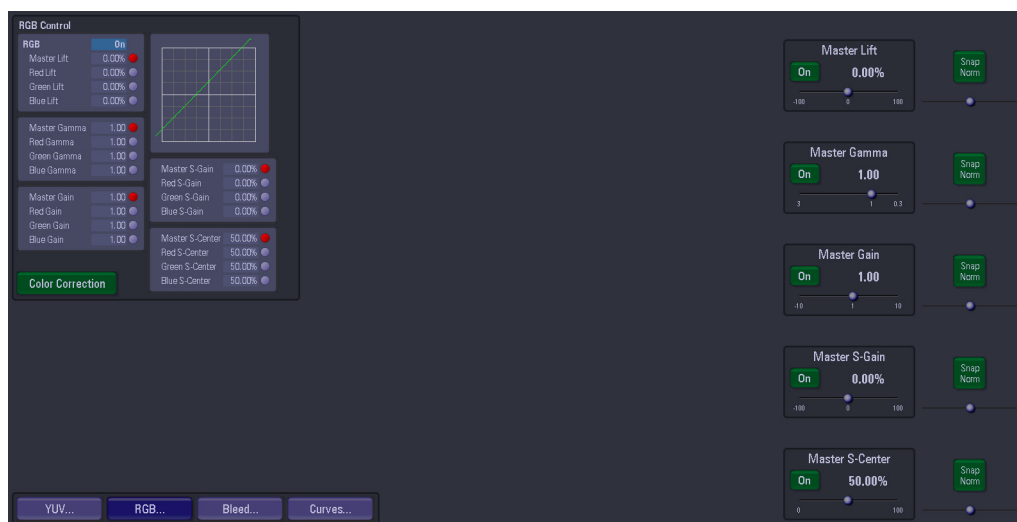 RGB Control
RGB On
Master Lift 0.00%
Red Lift 0.00%
Green Lift 0.00%
Blue Lift 0.00%
Master Gamma 1.00
Red Gamma 1.00
Green Gamma 1.00
Blue Gamma 1.00
Master Gain 1.00
Red Gain 1.00
Green Gain 1.00
Blue Gain 1.00
Color Correction
Master S-Gain 0.00%
Red S-Gain 0.00%
Green S-Gain 0.00%
Blue S-Gain 0.00%
Master S-Center 50.00%
Red S-Center 50.00%
Green S-Center 50.00%
Blue S-Center 50.00%
Master Lift
On 0.00%
-100 0 100
Snap
Norm
Master Gamma
On 1.00
3 1 0.3
Snap
Norm
Master Gain
On 1.00
-10 1 10
Snap
Norm
Master S-Gain
On 0.00%
-100 0 100
Snap
Norm
Master S-Center
On 50.00%
0 100
Snap
Norm
YUV... RGB... Bleed... Curves...